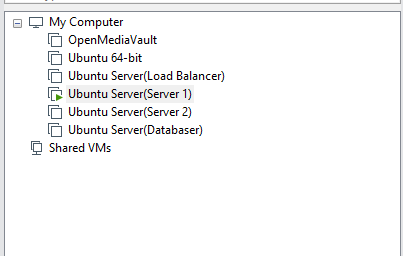 My Computer
OpenMediaVault
Ubuntu 64-bit
Ubuntu Server(Load Balancer)
Ubuntu Server(Server 1)
Ubuntu Server(Server 2)
Ubuntu Server(Databaser)
Shared VMs